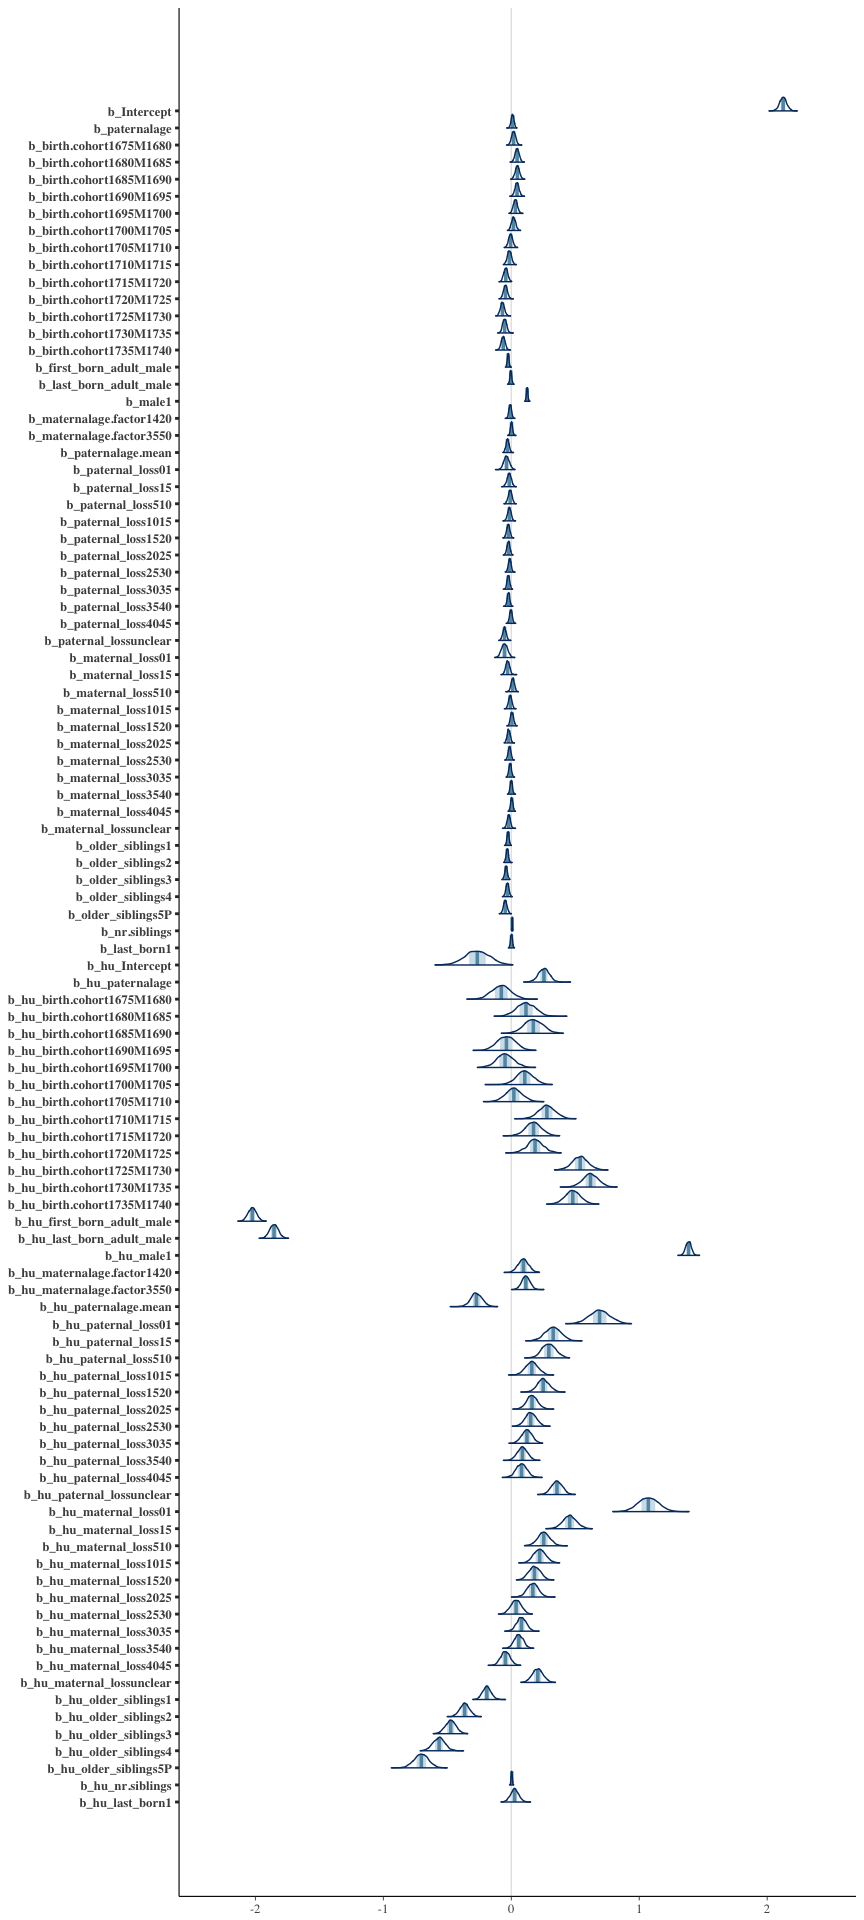 b_Intercept
b_paternalage
b_birth.cohort1675M1680
b_birth.cohort1680M1685
b_birth.cohort1685M1690
b_birth.cohort1690M1695
b_birth.cohort1695M1700
b_birth.cohort1700M1705
b_birth.cohort1705M1710
b_birth.cohort1710M1715
b_birth.cohort1715M1720
b_birth.cohort1720M1725
b_birth.cohort1725M1730
b_birth.cohort1730M1735
b_birth.cohort1735M1740
b_first_born_adult_male
b_last_born_adult_male
b_male1
b_maternalage.factor1420
b_maternalage.factor3550
b_paternalage.mean
b_paternal_loss01
b_paternal_loss15
b_paternal_loss510
b_paternal_loss1015
b_paternal_loss1520
b_paternal_loss2025
b_paternal_loss2530
b_paternal_loss3035
b_paternal_loss3540
b_paternal_loss4045
b_paternal_lossunclear
b_maternal_loss01
b_maternal_loss15
b_maternal_loss510
b_maternal_loss1015
b_maternal_loss1520
b_maternal_loss2025
b_maternal_loss2530
b_maternal_loss3035
b_maternal_loss3540
b_maternal_loss4045
b_maternal_lossunclear
b_older_siblings1
b_older_siblings2
b_older_siblings3
b_older_siblings4
b_older_siblings5P
b_nr.siblings
b_last_born1
b_hu_Intercept
b_hu_paternalage
b_hu_birth.cohort1675M1680
b_hu_birth.cohort1680M1685
b_hu_birth.cohort1685M1690
b_hu_birth.cohort1690M1695
b_hu_birth.cohort1695M1700
b_hu_birth.cohort1700M1705
b_hu_birth.cohort1705M1710
b_hu_birth.cohort1710M1715
b_hu_birth.cohort1715M1720
b_hu_birth.cohort1720M1725
b_hu_birth.cohort1725M1730
b_hu_birth.cohort1730M1735
b_hu_birth.cohort1735M1740
b_hu_first_born_adult_male
b_hu_last_born_adult_male
b_hu_male1
b_hu_maternalage.factor1420
b_hu_maternalage.factor3550
b_hu_paternalage.mean
b_hu_paternal_loss01
b_hu_paternal_loss15
b_hu_paternal_loss510
b_hu_paternal_loss1015
b_hu_paternal_loss1520
b_hu_paternal_loss2025
b_hu_paternal_loss2530
b_hu_paternal_loss3035
b_hu_paternal_loss3540
b_hu_paternal_loss4045
b_hu_paternal_lossunclear
b_hu_maternal_loss01
b_hu_maternal_loss15
b_hu_maternal_loss510
b_hu_maternal_loss1015
b_hu_maternal_loss1520
b_hu_maternal_loss2025
b_hu_maternal_loss2530
b_hu_maternal_loss3035
b_hu_maternal_loss3540
b_hu_maternal_loss4045
b_hu_maternal_lossunclear
b_hu_older_siblings1
b_hu_older_siblings2
b_hu_older_siblings3
b_hu_older_siblings4
b_hu_older_siblings5P
b_hu_nr.siblings
b_hu_last_born1
-2 -1 0 1 2